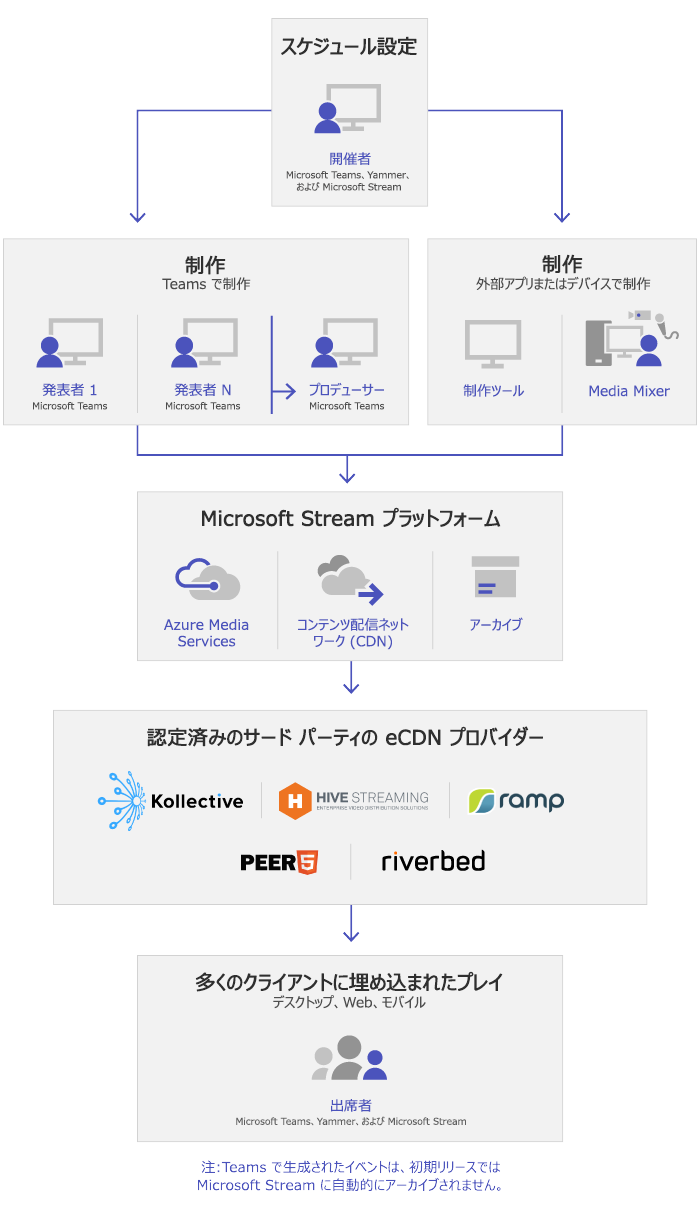 スケジュール設定
開催者
Microsoft Teams、Yammer、
および Microsoft Stream
制作
Teams で制作
発表者 1
Microsoft Teams
発表者 N
Microsoft Teams
プロデューサー
Microsoft Teams
制作
外部アプリまたはデバイスで制作
制作ツール
Media Mixer
Microsoft Stream プラットフォーム
Azure Media
Services
コンテンツ配信ネット
ワーク (CDN)
アーカイブ
認定済みのサード パーティの eCDN プロバイダー
Kollective
H HIVE STREAMING
ENTERPRISE VIDEO DISTRIBUTION SOLUTIONS
ramp
PEER5
riverbed
多くのクライアントに埋め込まれたプレイ
デスクトップ、Web、モバイル
出席者
Microsoft Teams、Yammer、および Microsoft Stream
注：Teams で生成されたイベントは、初期リリースでは
Microsoft Stream に自動的にアーカイブされません。